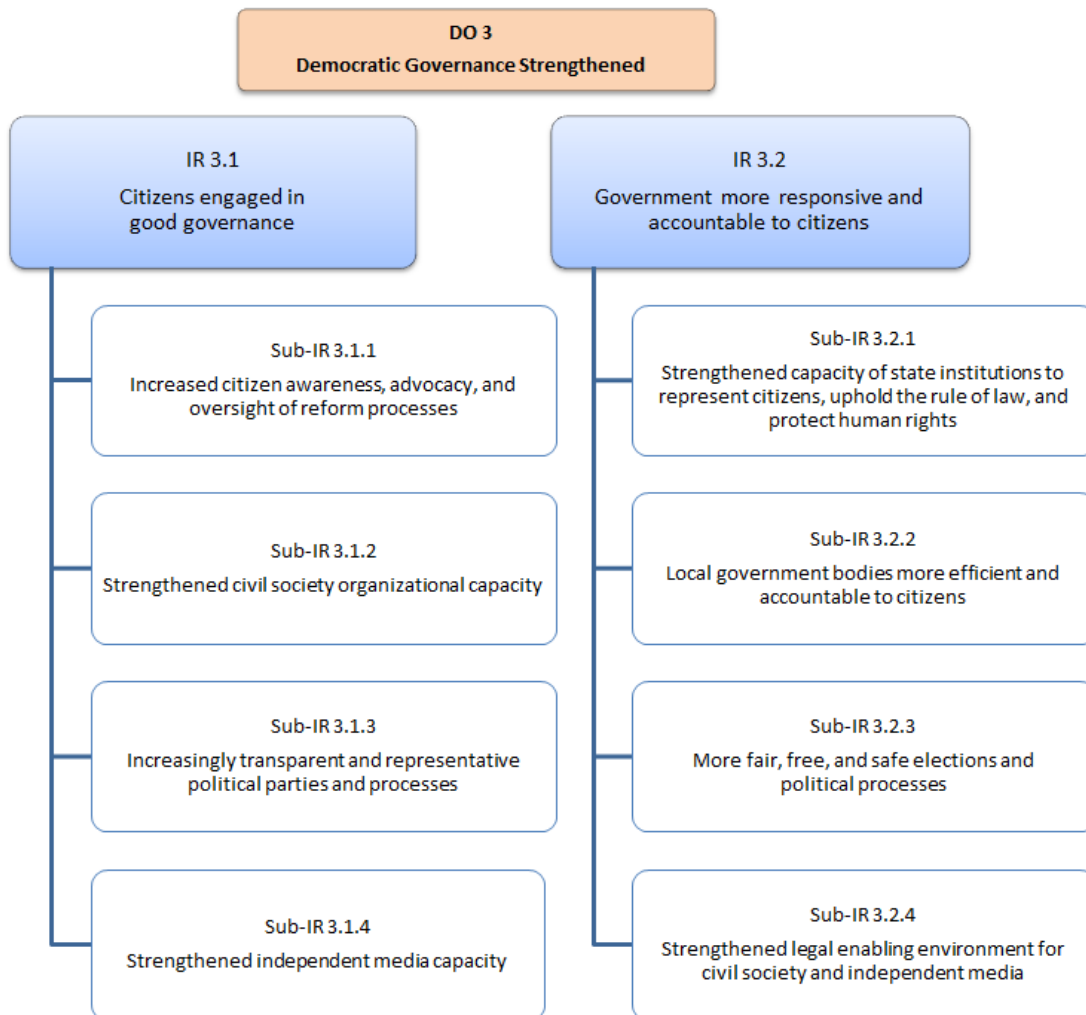 DO 3
Democratic Governance Strengthened
IR 3.1
Citizens engaged in
good governance
IR 3.2
Government more responsive and
accountable to citizens
Sub-IR 3.1.1
Increased citizen awareness, advocacy, and
oversight of reform processes
Sub-IR 3.1.2
Strengthened civil society organizational capacity
Sub-IR 3.1.3
Increasingly transparent and representative
political parties and processes
Sub-IR 3.1.4
Strengthened independent media capacity
Sub-IR 3.2.1
Strengthened capacity of state institutions to
represent citizens, uphold the rule of law, and
protect human rights
Sub-IR 3.2.2
Local government bodies more efficient and
accountable to citizens
Sub-IR 3.2.3
More fair, free, and safe elections and
political processes
Sub-IR 3.2.4
Strengthened legal enabling environment for
civil society and independent media